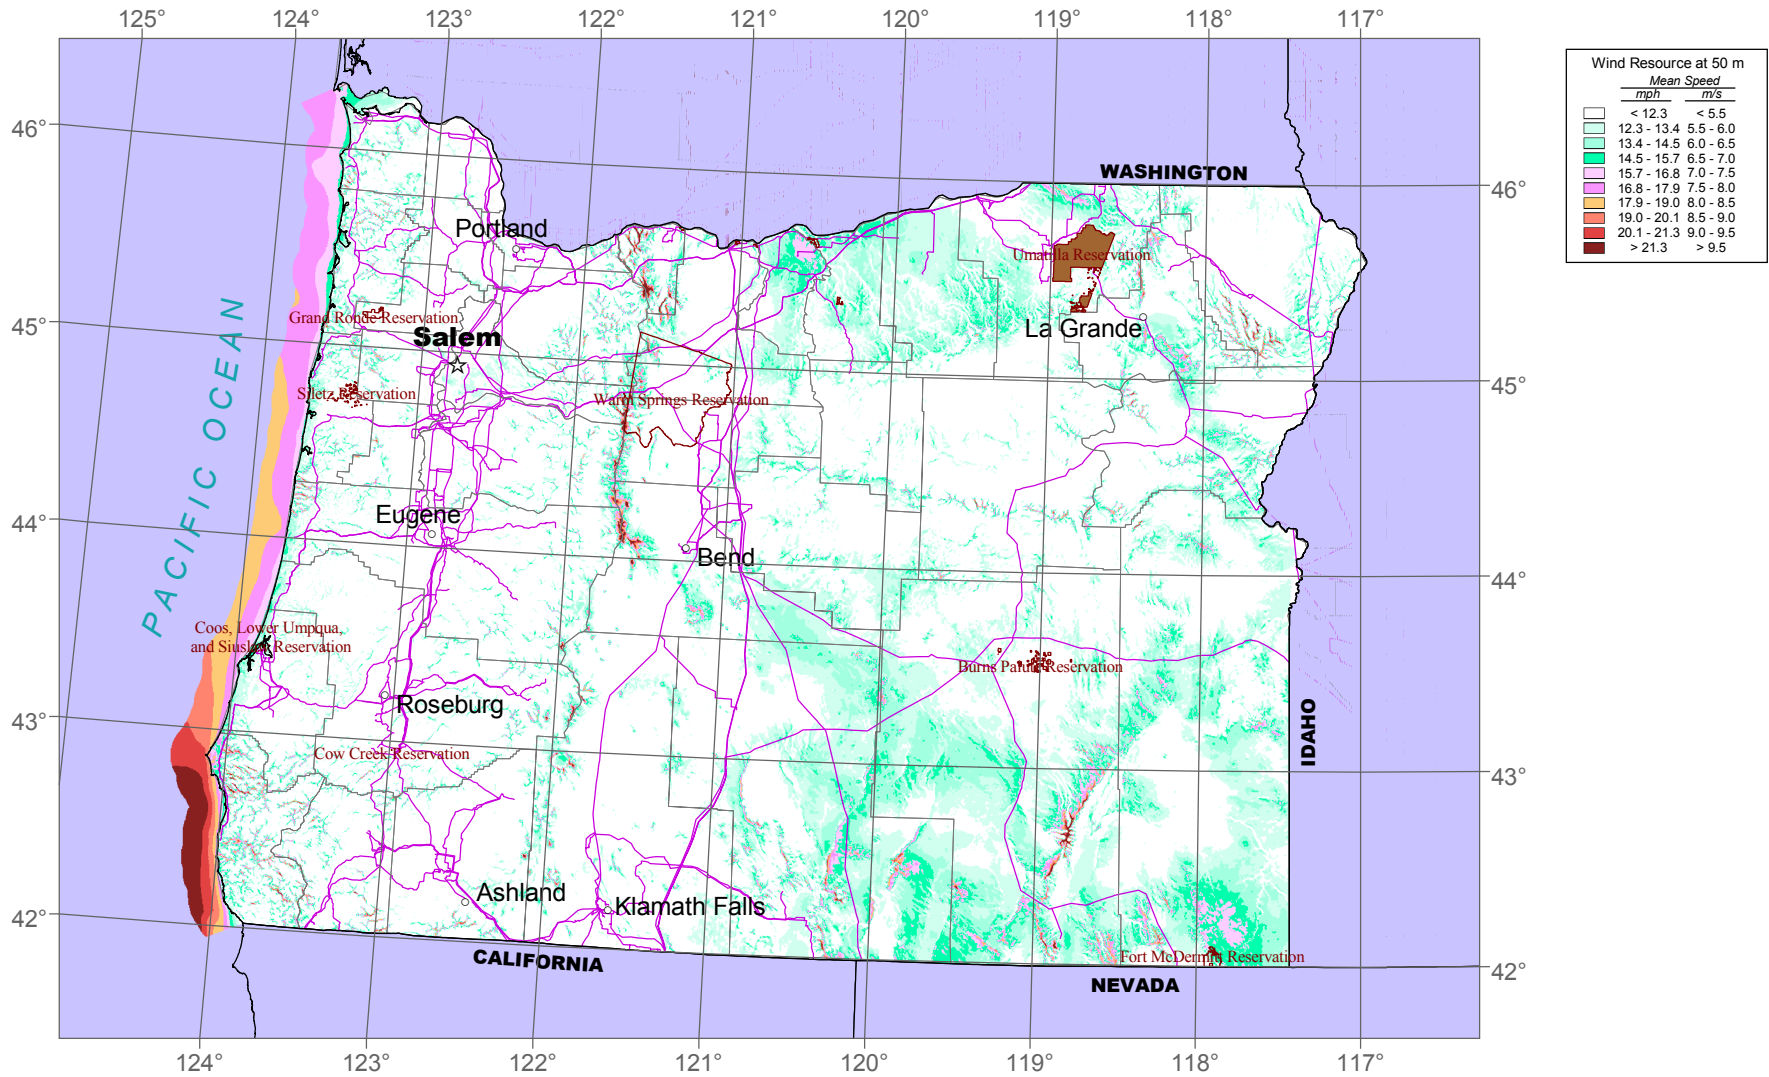 125° 124° 123° 122° 121° 120° 119° 118° 117°
Wind Resource at 50 m
Mean Speed
mph m/s
< 12.3 < 5.5
12.3 - 13.4 5.5 - 6.0
13.4 - 14.5 6.0 - 6.5
14.5 - 15.7 6.5 - 7.0
15.7 - 16.8 7.0 - 7.5
16.8 - 17.9 7.5 - 8.0
17.9 - 19.0 8.0 - 8.5
19.0 - 20.1 8.5 - 9.0
20.1 - 21.3 9.0 - 9.5
> 21.3 > 9.5
46°
WASHINGTON
46°
Portland
Umatilla Reservation
45°
Grand Ronde Reservation
Salem
La Grande
PACIFIC OCEAN
45°
Siletz Reservation
Warm Springs Reservation
44°
Eugene
Bend
44°
Coos, Lower Umpqua,
and Siuslaw Reservation
Burns Paiute Reservation
43°
Roseburg
IDAHO
Cow Creek Reservation
43°
42°
Ashland
Klamath Falls
CALIFORNIA
Fort McDermitt Reservation
42°
NEVADA
124° 123° 122° 121° 120° 119° 118° 117°